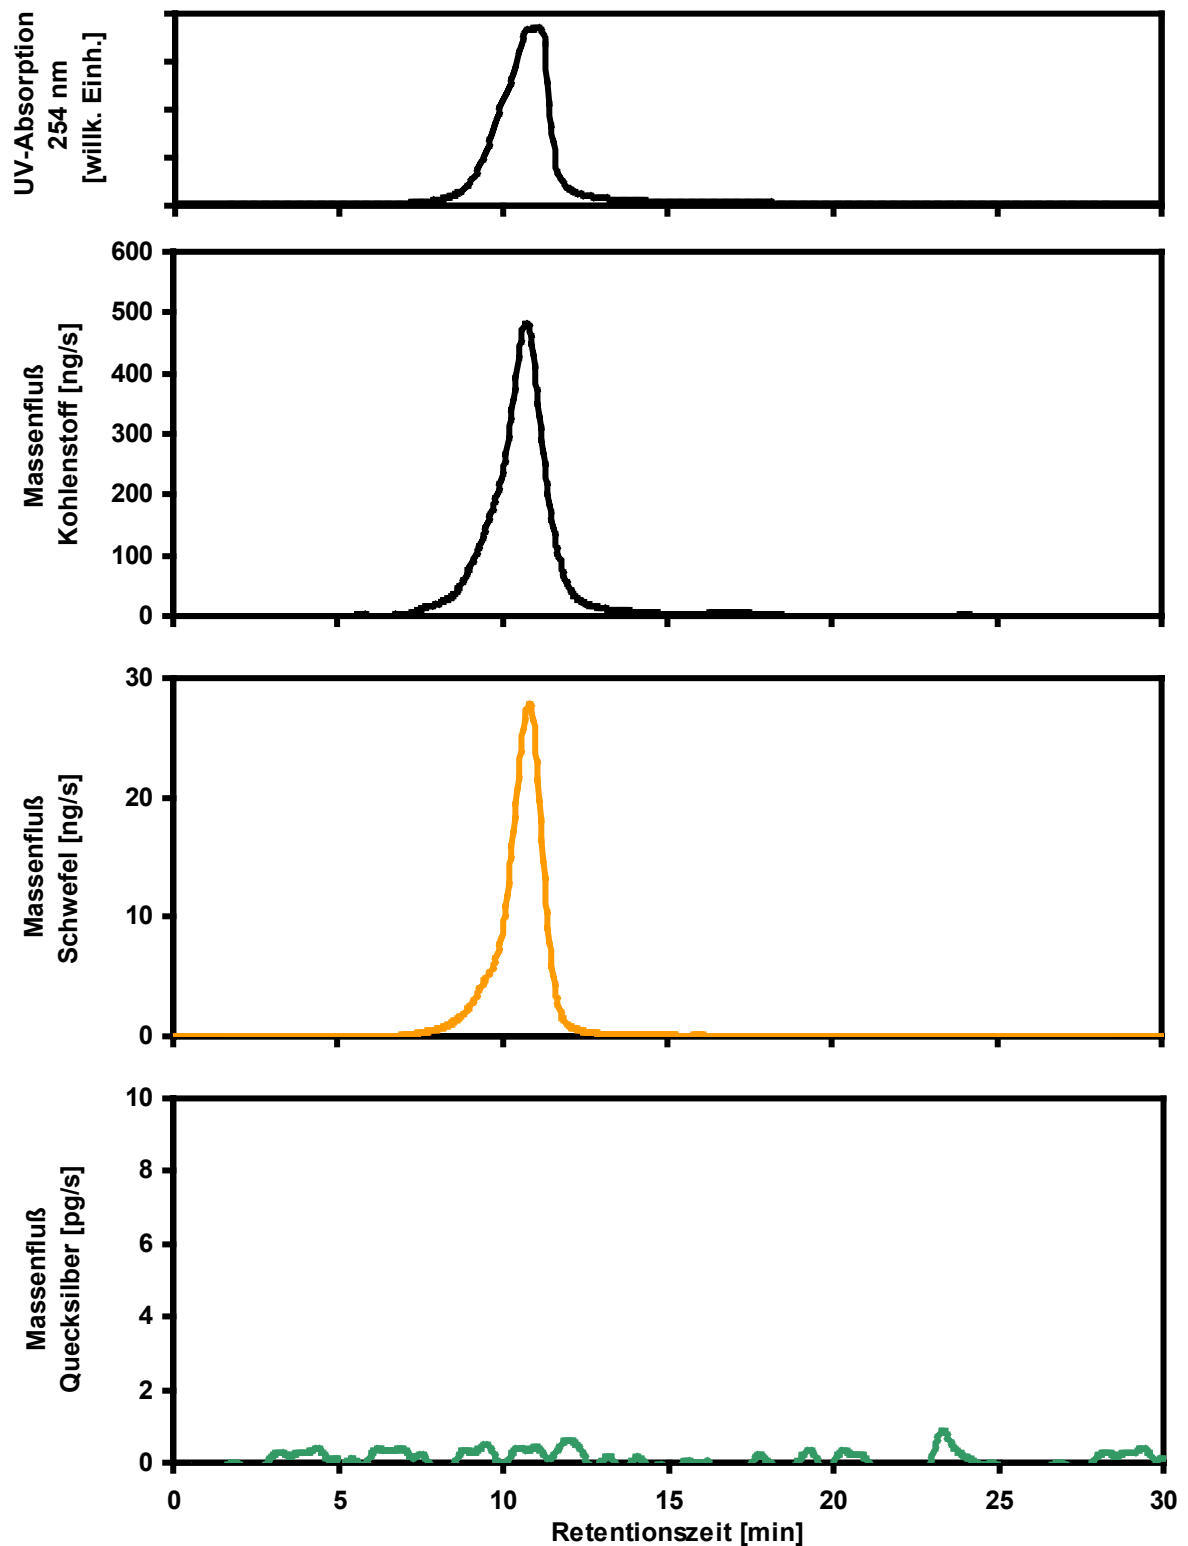 UV-Absorption
254 nm
[willk. Einh.]
600
500
400
300
200
100
0
Massenfluß
Kohlenstoff [ng/s]
30
20
10
0
Massenfluß
Schwefel [ng/s]
10
8
6
4
2
0
Massenfluß
Quecksilber [pg/s]
0 5 10 15 20 25 30
Retentionszeit [min]